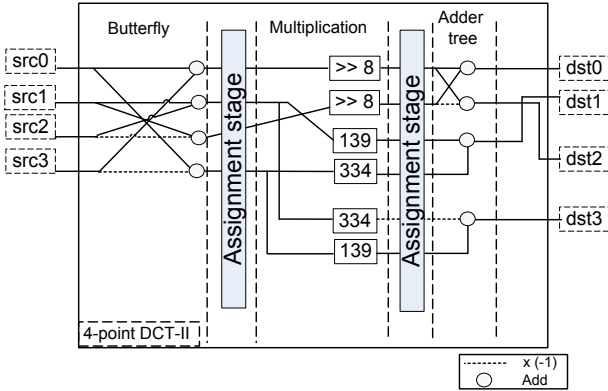 Butterfly
Multiplication
Adder
tree
src0
src1
src2
src3
Assignment stage
>> 8
>> 8
139
334
334
139
Assignment stage
dst0
dst1
dst2
dst3
4-point DCT-II
x (-1)
Add